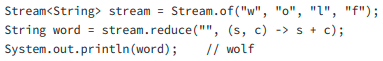 Stream<String> stream = Stream.of("w", "o", "l", "f");
String word = stream.reduce("", (s, c) -> s + c);
System.out.println(word);    // wolf